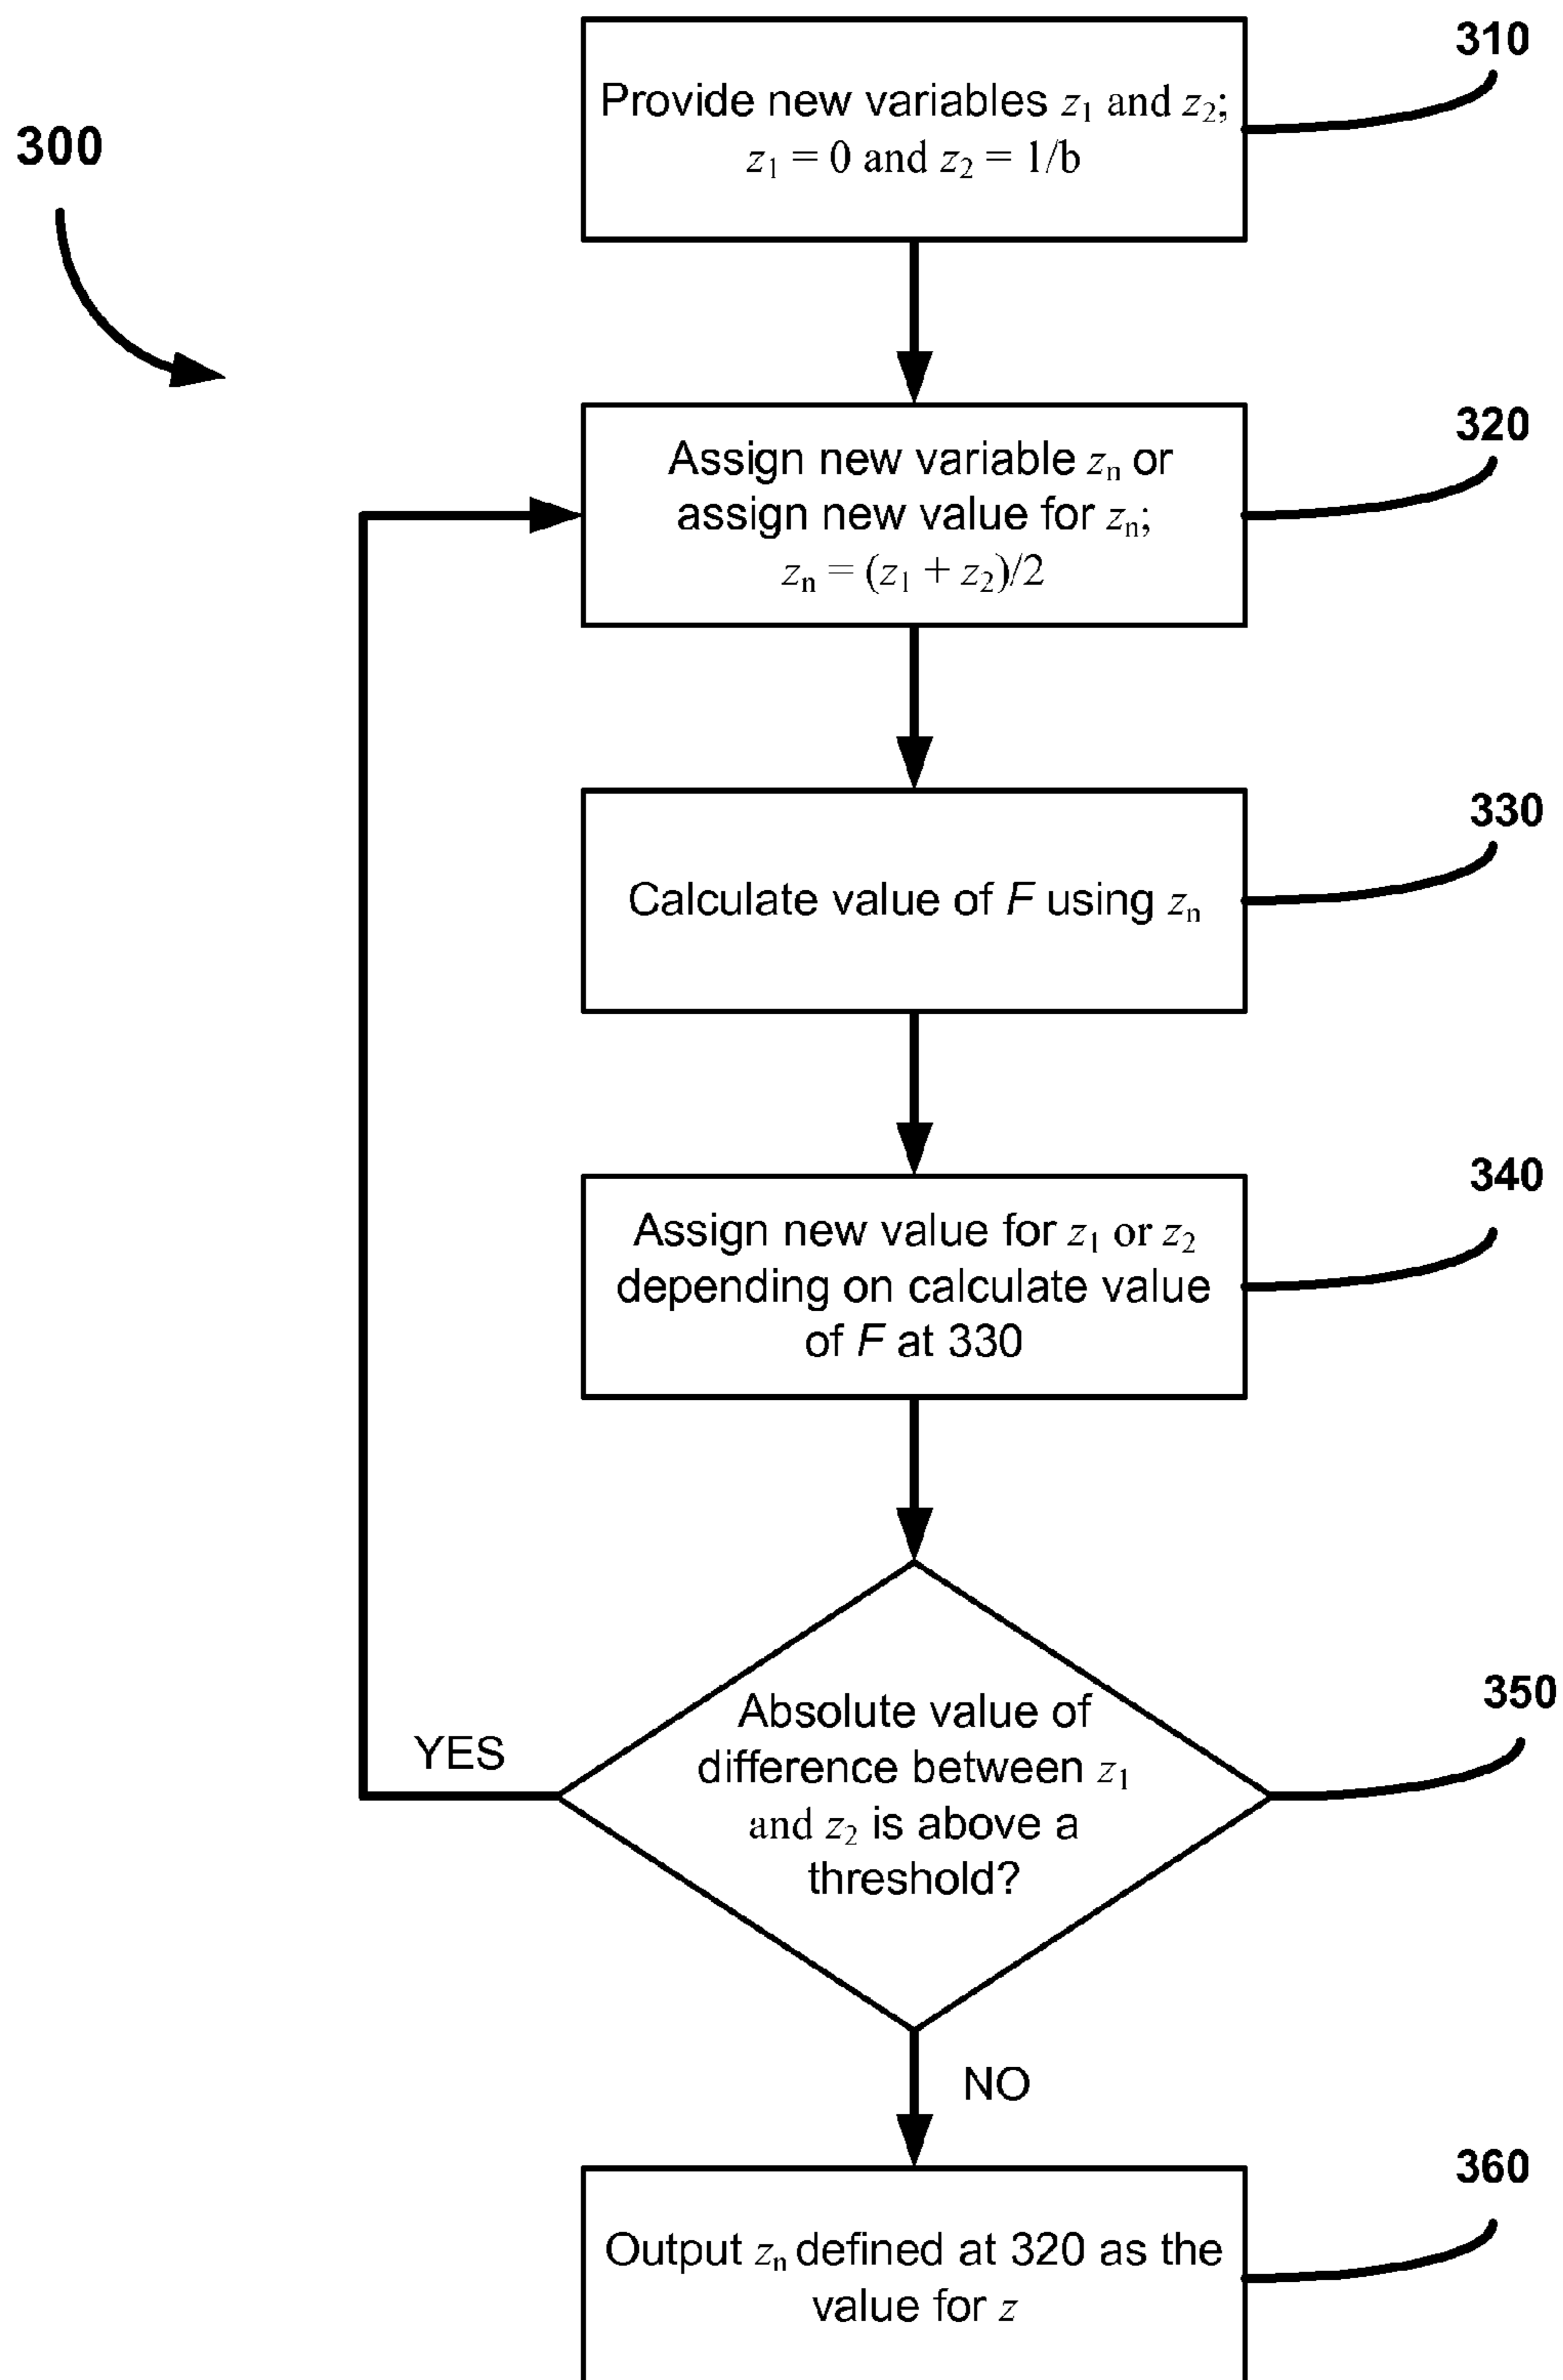 310
Provide new variables z₁ and z₂;
z₁ = 0 and z₂ = 1/b
300
320
Assign new variable zₙ or
assign new value for zₙ;
zₙ = (z₁ + z₂)/2
330
Calculate value of F using zₙ
340
Assign new value for z₁ or z₂
depending on calculate value
of F at 330
350
Absolute value of
difference between z₁
and z₂ is above a
threshold?
YES
NO
360
Output zₙ defined at 320 as the
value for z